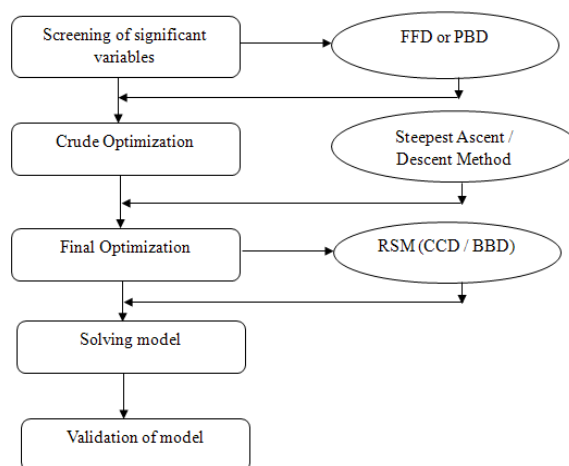 Screening of significant
variables
FFD or PBD
Crude Optimization
Steepest Ascent /
Descent Method
Final Optimization
RSM (CCD / BBD)
Solving model
Validation of model